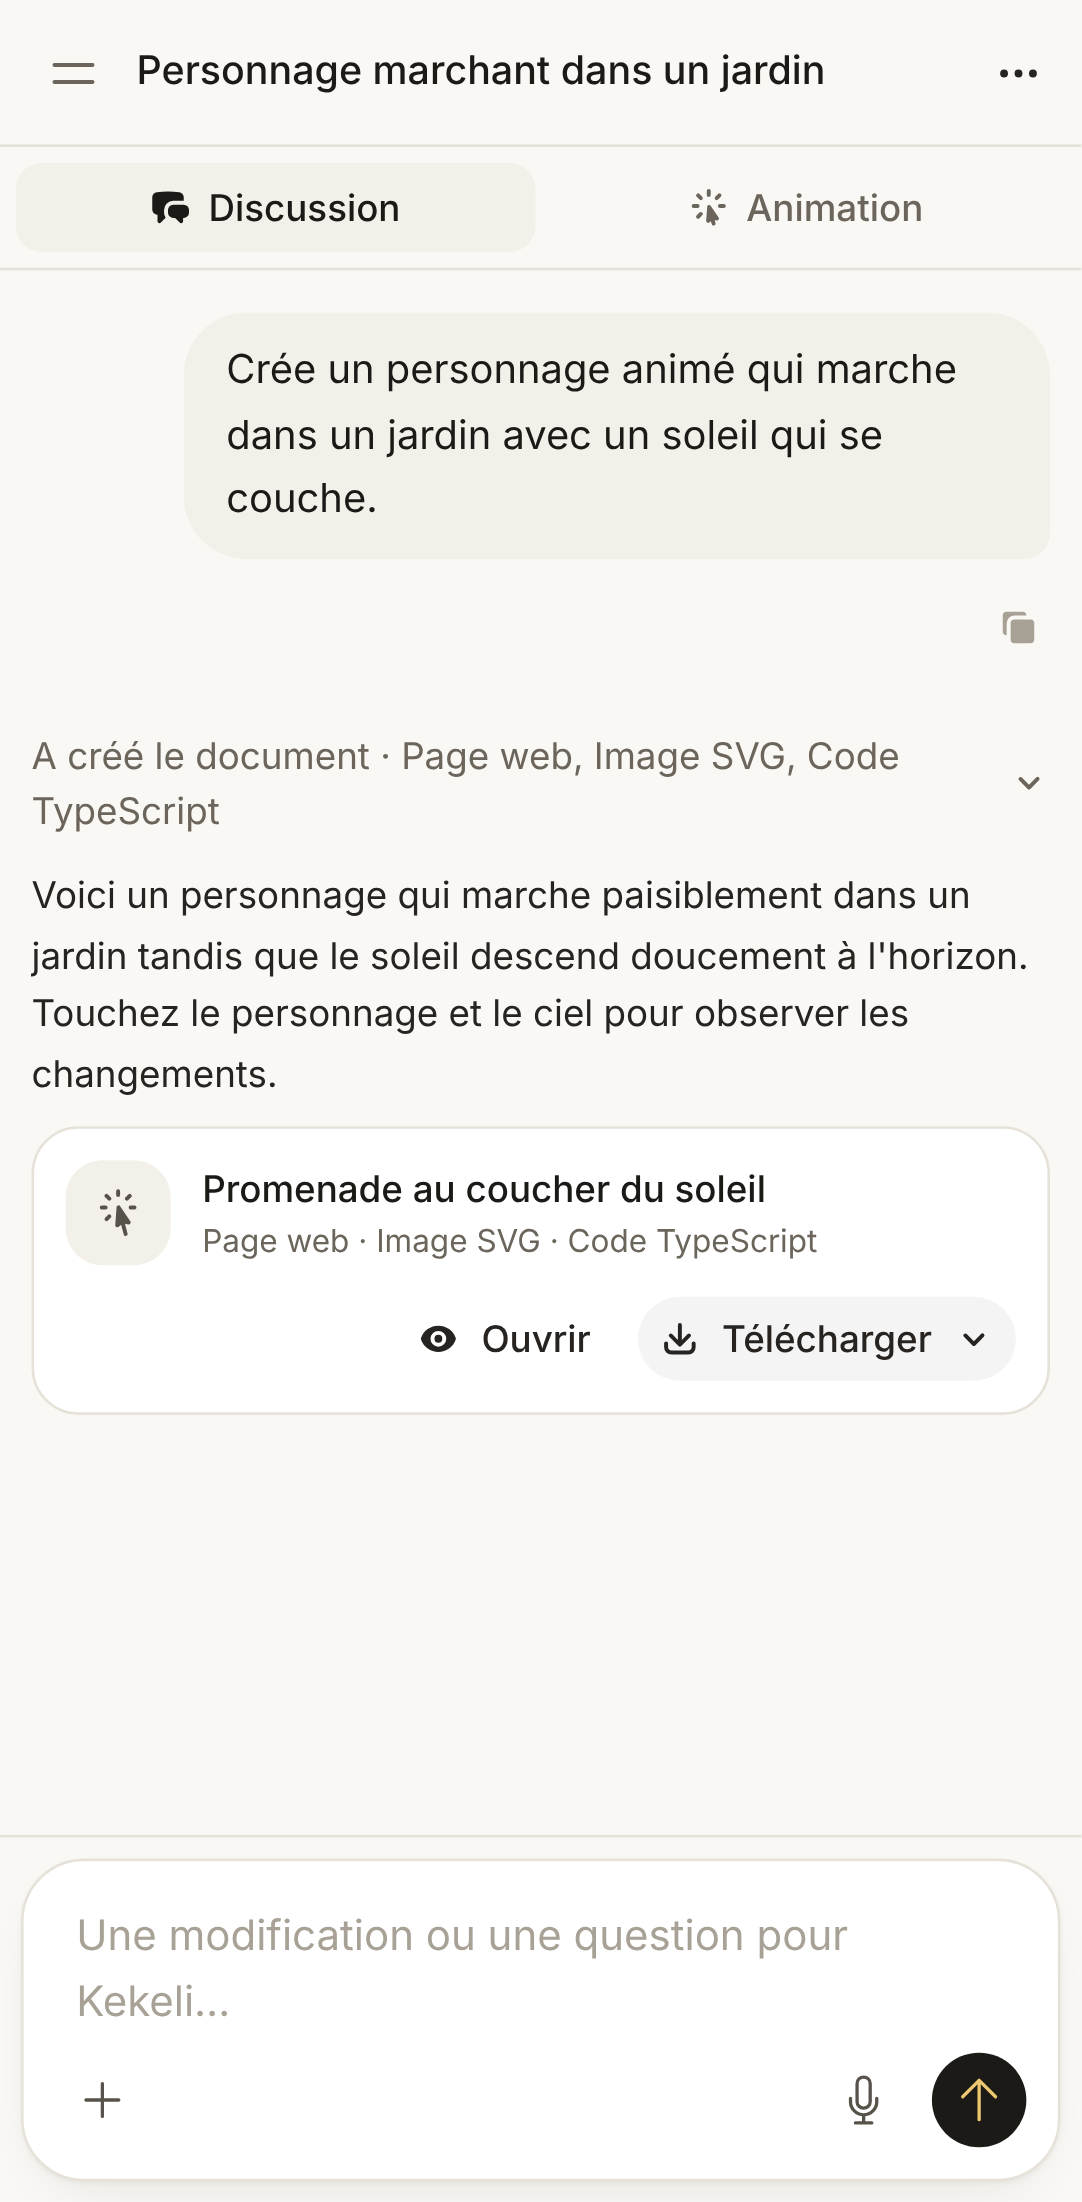 Personnage marchant dans un jardin
Discussion
Animation
Crée un personnage animé qui marche
dans un jardin avec un soleil qui se
couche.
A créé le document · Page web, Image SVG, Code
TypeScript
Voici un personnage qui marche paisiblement dans un
jardin tandis que le soleil descend doucement à l'horizon.
Touchez le personnage et le ciel pour observer les
changements.
Promenade au coucher du soleil
Page web · Image SVG · Code TypeScript
Ouvrir
Télécharger
Une modification ou une question pour
Kekeli...